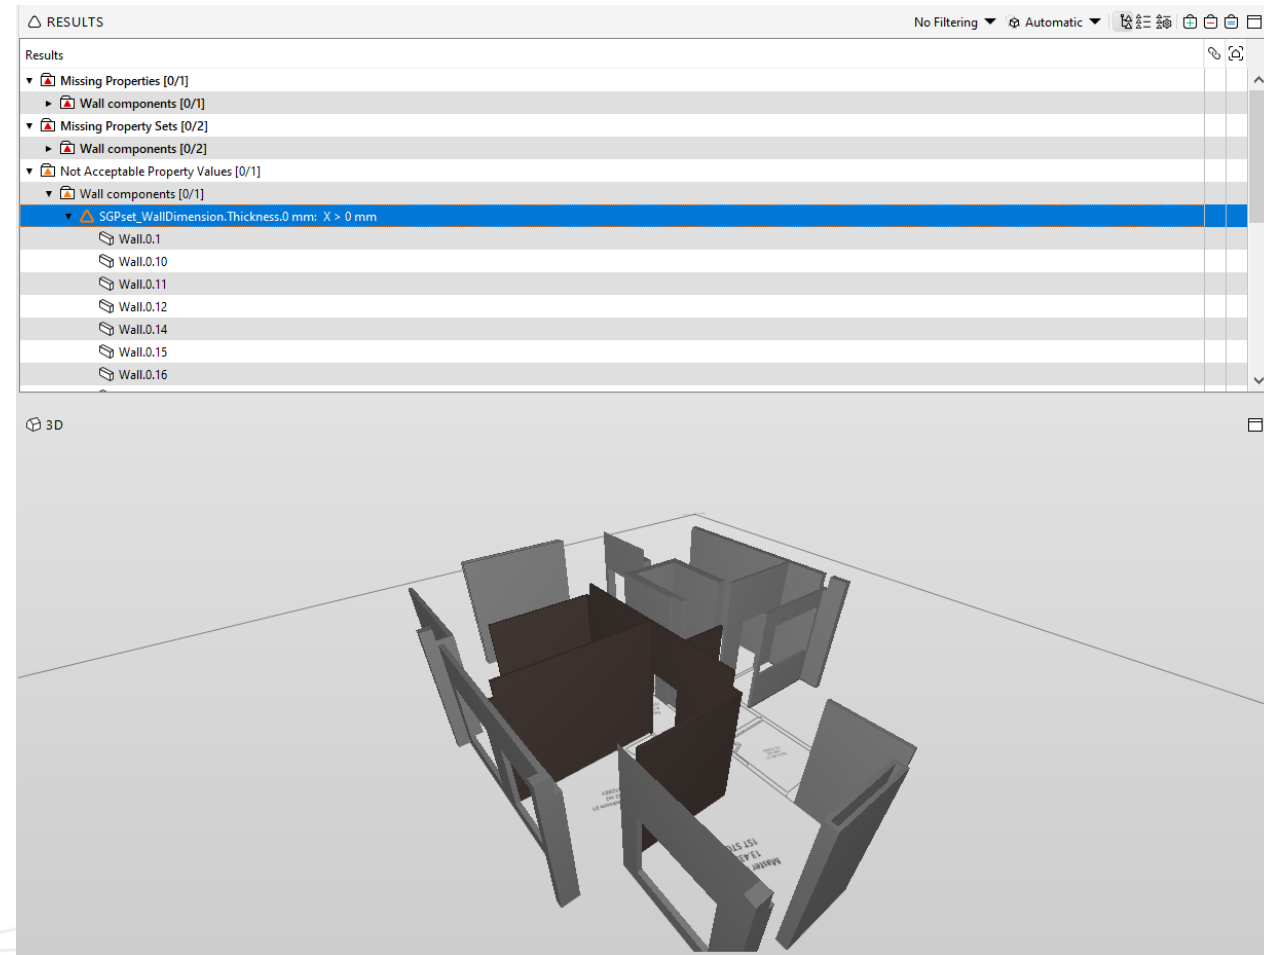 RESULTS
No Filtering
Automatic
Results
Missing Properties [0/1]
Wall components [0/1]
Missing Property Sets [0/2]
Wall components [0/2]
Not Acceptable Property Values [0/1]
Wall components [0/1]
SGPset_WallDimension.Thickness.0 mm: X > 0 mm
Wall.0.1
Wall.0.10
Wall.0.11
Wall.0.12
Wall.0.14
Wall.0.15
Wall.0.16
3D
Master
1ST